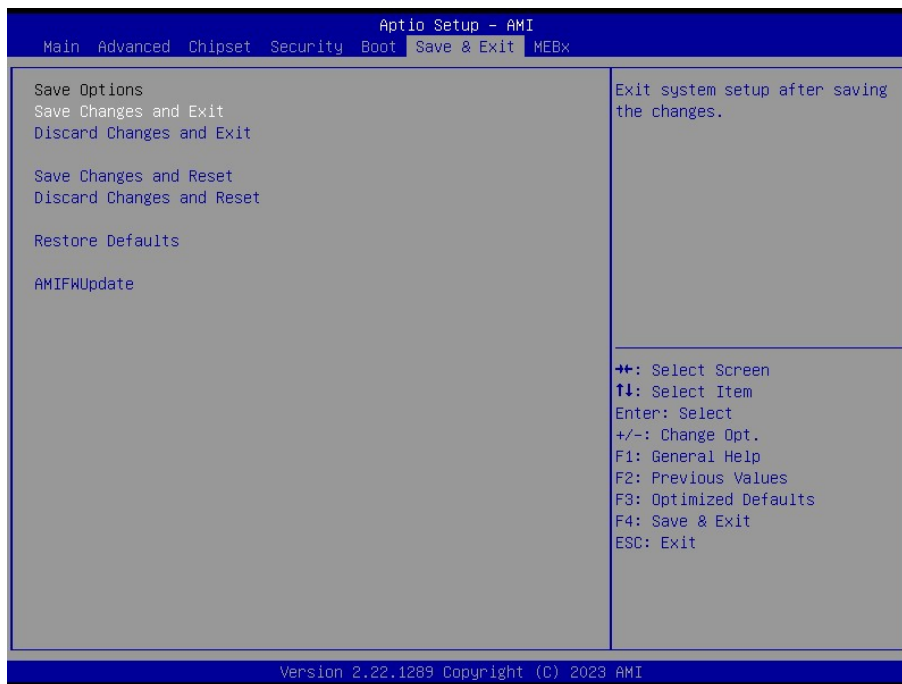 Aptio Setup – AMI
Main Advanced Chipset Security Boot Save & Exit MEBx
Save Options
Save Changes and Exit
Discard Changes and Exit
Save Changes and Reset
Discard Changes and Reset
Restore Defaults
AMIFWUpdate
Exit system setup after saving
the changes.
→←: Select Screen
↑↓: Select Item
Enter: Select
+/-: Change Opt.
F1: General Help
F2: Previous Values
F3: Optimized Defaults
F4: Save & Exit
ESC: Exit
Version 2.22.1289 Copyright (C) 2023 AMI